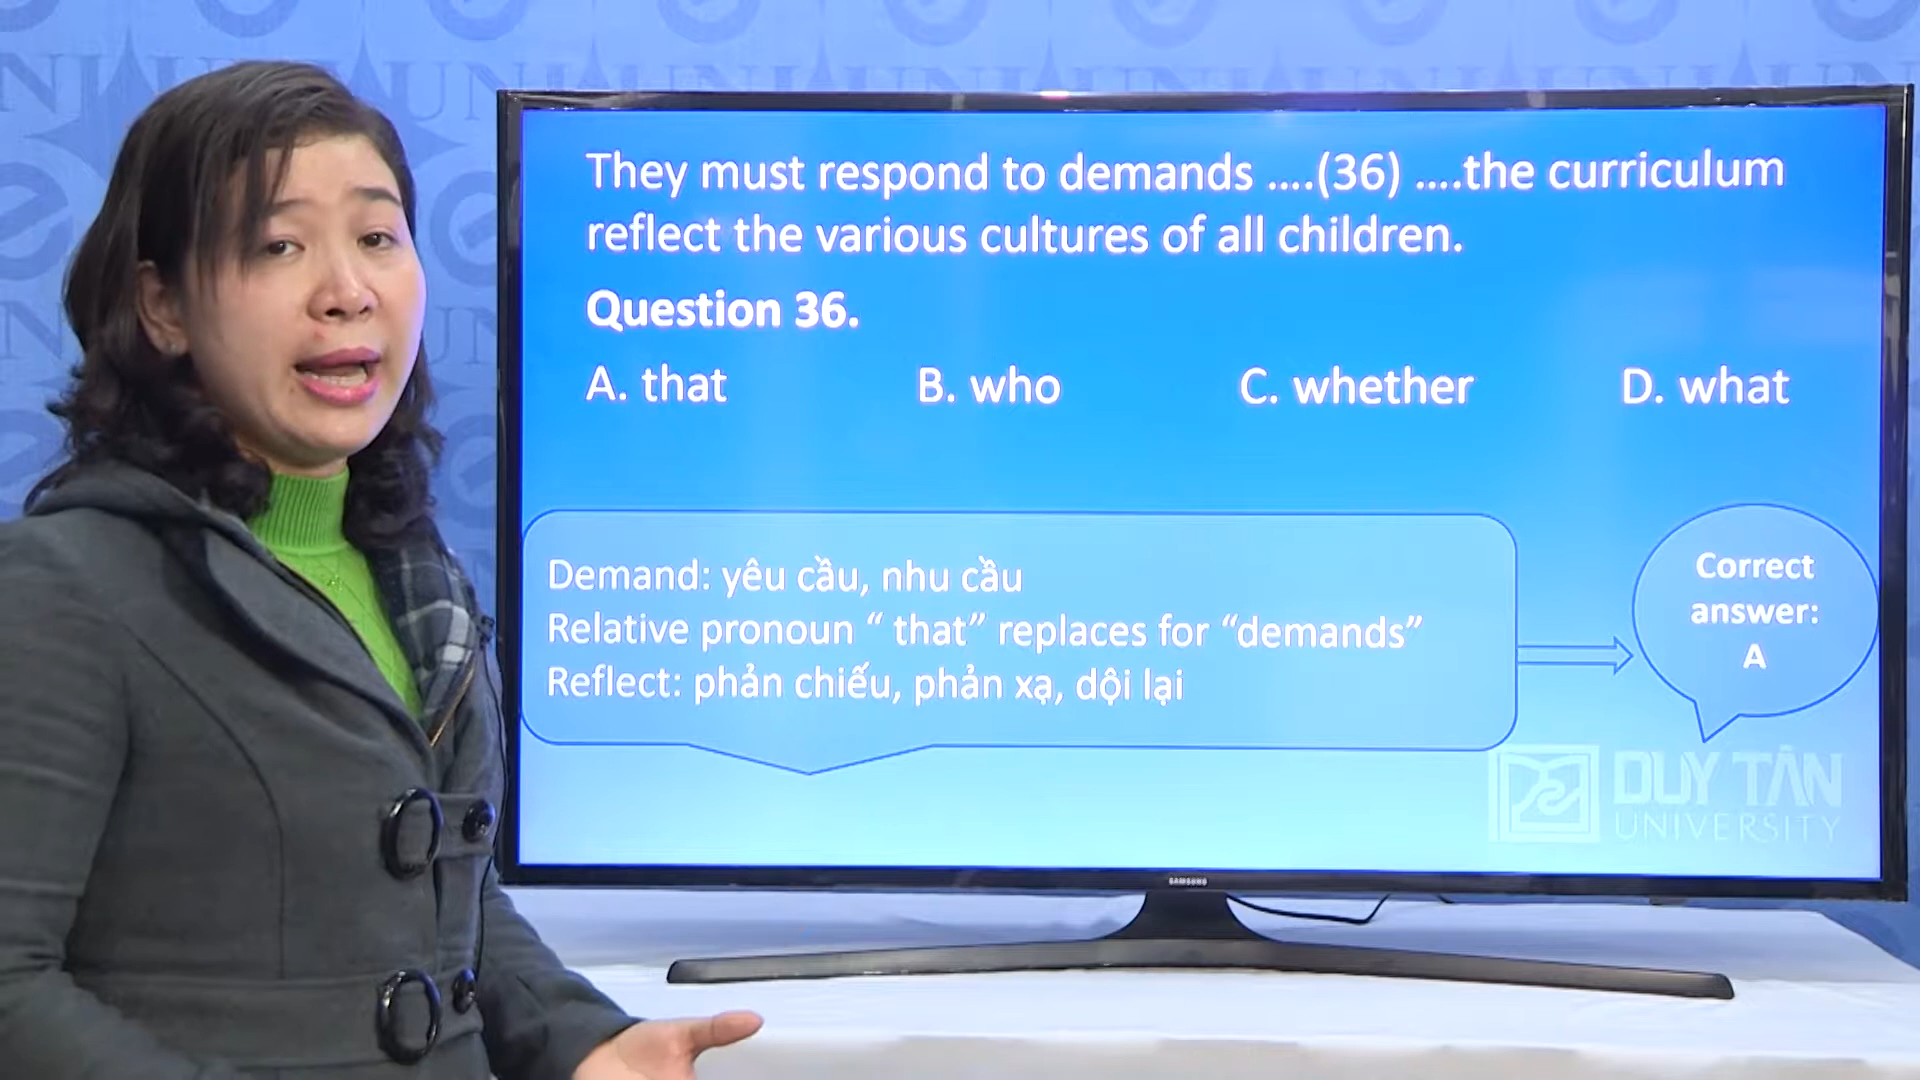 They must respond to demands ....(36) ....the curriculum
reflect the various cultures of all children.
Question 36.
A. that B. who C. whether D. what
Demand: yêu cầu, nhu cầu
Relative pronoun “ that” replaces for “demands”
Reflect: phản chiếu, phản xạ, dội lại
Correct
answer:
A
DUY TÂN
UNIVERSITY
SAMSUNG